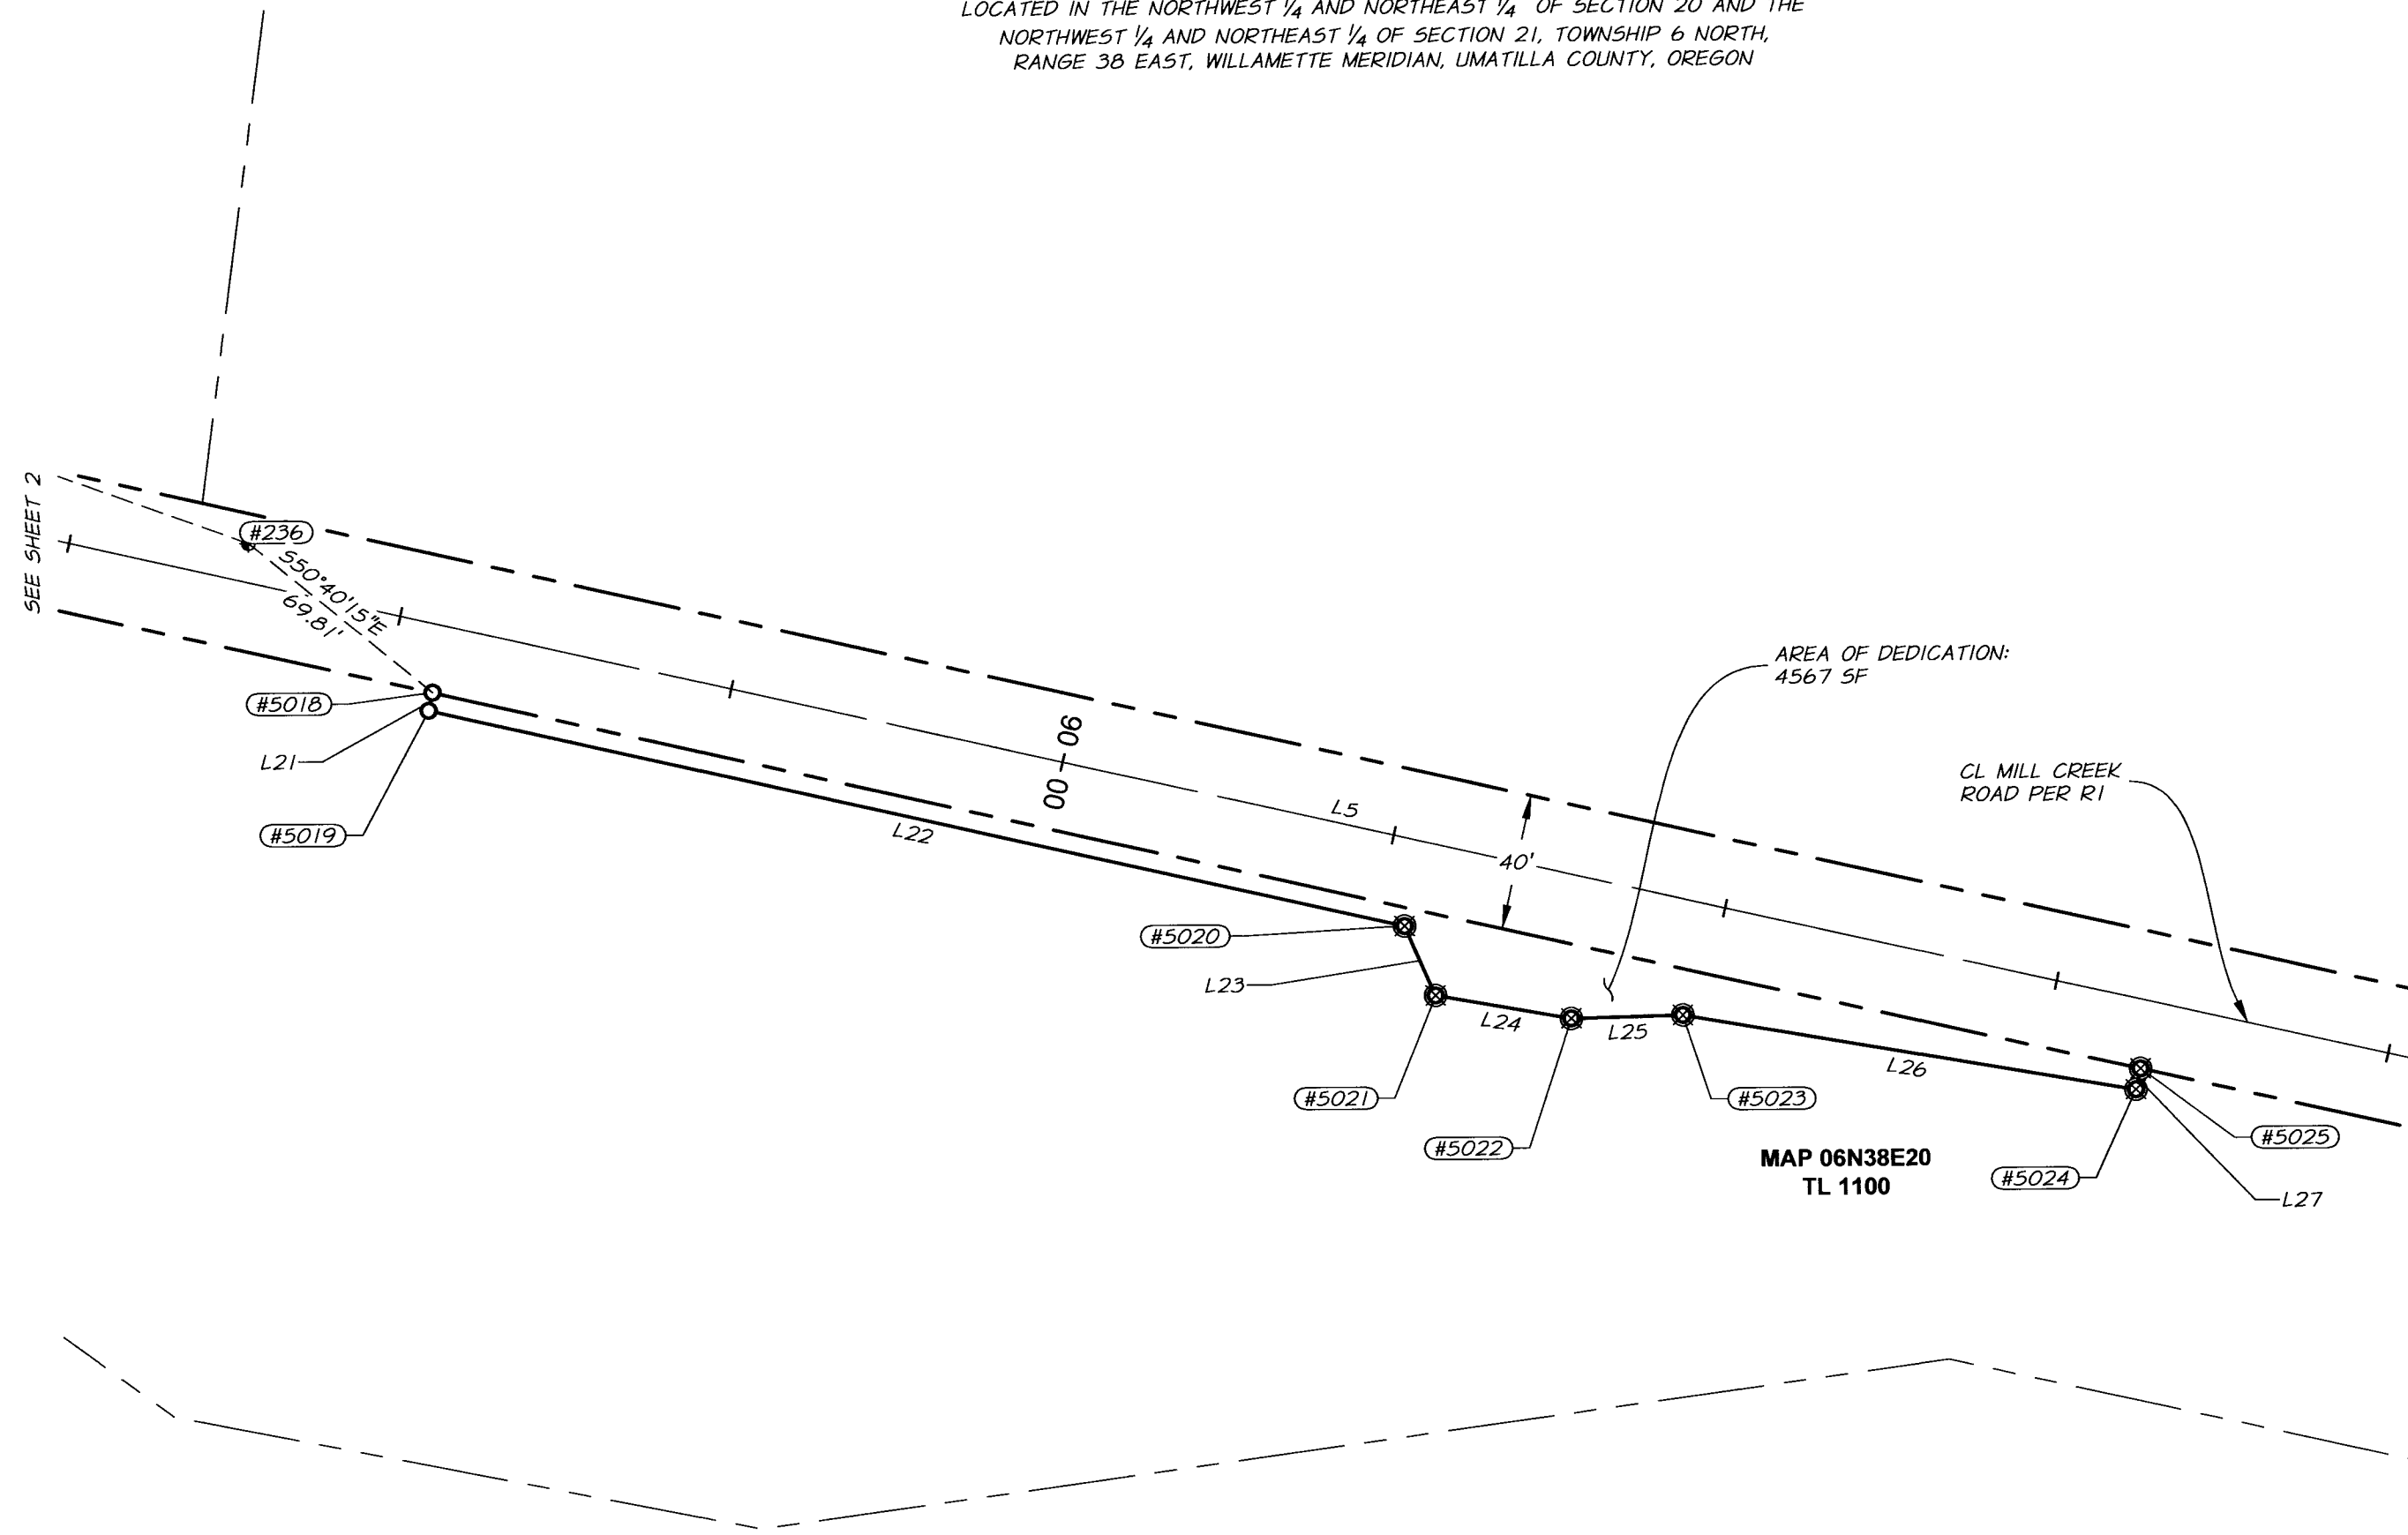 LOCATED IN THE NORTHWEST 1/4 AND NORTHEAST 1/4 OF SECTION 20 AND THE
NORTHWEST 1/4 AND NORTHEAST 1/4 OF SECTION 21, TOWNSHIP 6 NORTH,
RANGE 38 EAST, WILLAMETTE MERIDIAN, UMATILLA COUNTY, OREGON
SEE SHEET 2
#236
S50°40'15"E
69.81'
#5018
L21
#5019
L22
90+00
L5
40'
AREA OF DEDICATION:
4567 SF
CL MILL CREEK
ROAD PER R1
#5020
L23
L24
L25
L26
#5021
#5022
#5023
MAP 06N38E20
TL 1100
#5024
#5025
L27